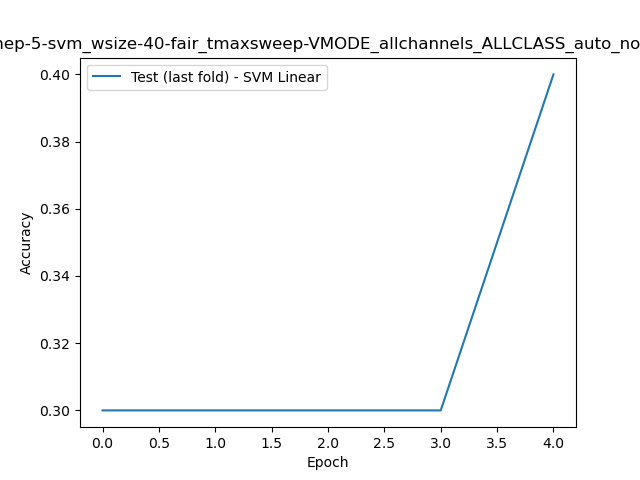 nep-5-svm_wsize-40-fair_tmaxsweep-VMODE_allchannels_ALLCLASS_auto_no
Test (last fold) - SVM Linear
0.40
0.38
0.36
0.34
0.32
0.30
Accuracy
0.0 0.5 1.0 1.5 2.0 2.5 3.0 3.5 4.0
Epoch